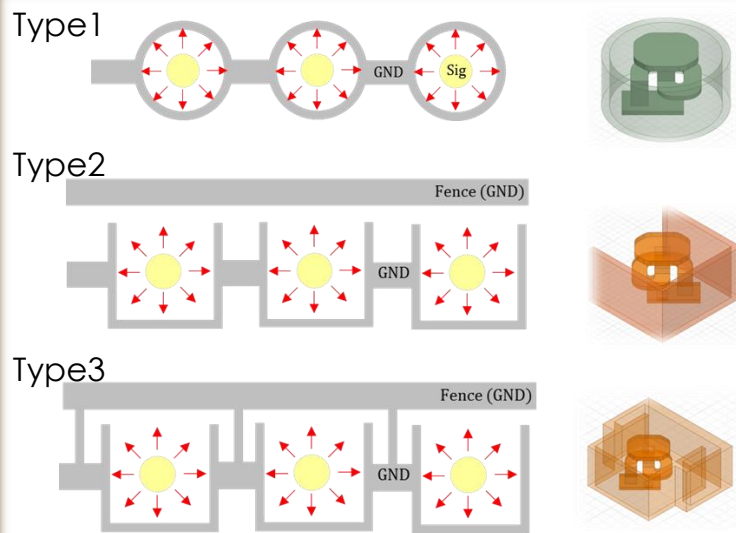 Type1
GND
Sig
Type2
Fence (GND)
GND
Type3
Fence (GND)
GND